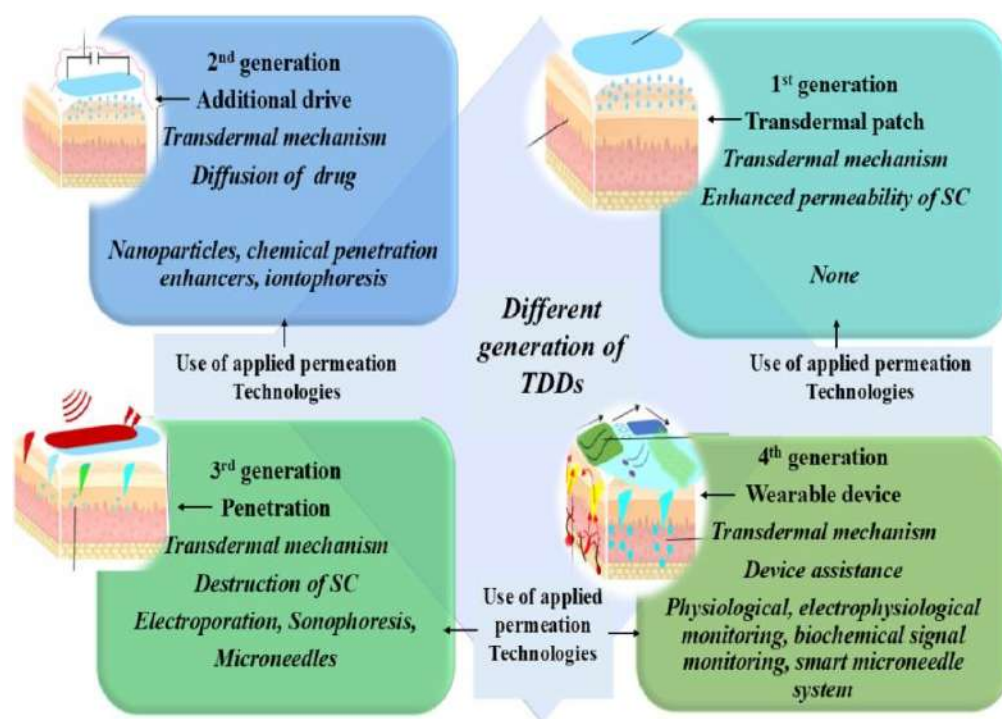 2nd generation
Additional drive
Transdermal mechanism
Diffusion of drug
Nanoparticles, chemical penetration
enhancers, iontophoresis
1st generation
Transdermal patch
Transdermal mechanism
Enhanced permeability of SC
None
Different
generation of
TDDs
Use of applied permeation
Technologies
Use of applied permeation
Technologies
3rd generation
Penetration
Transdermal mechanism
Destruction of SC
Electroporation, Sonophoresis,
Microneedles
Use of applied
permeation
Technologies
4th generation
Wearable device
Transdermal mechanism
Device assistance
Physiological, electrophysiological
monitoring, biochemical signal
monitoring, smart microneedle
system